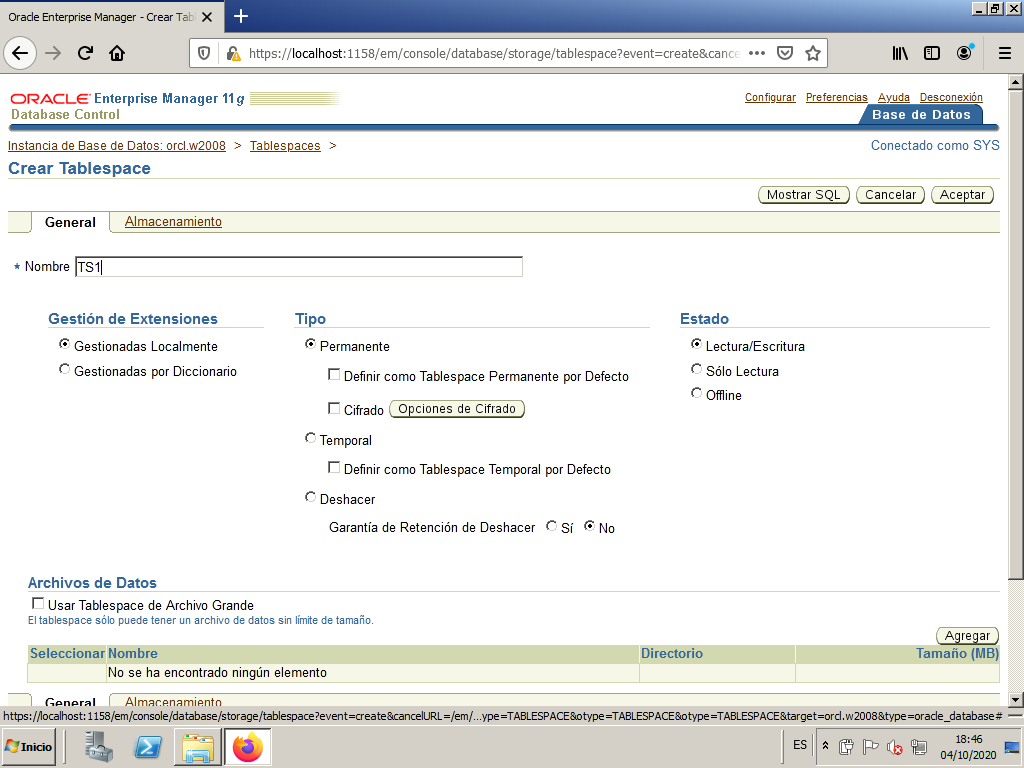 Oracle Enterprise Manager - Crear Tabl
https://localhost:1158/em/console/database/storage/tablespace?event=create&cance
ORACLE Enterprise Manager 11g
Database Control
Configurar Preferencias Ayuda Desconexión
Base de Datos
Instancia de Base de Datos: orcl.w2008 > Tablespaces >
Conectado como SYS
Crear Tablespace
Mostrar SQL Cancelar Aceptar
General Almacenamiento
* Nombre TS1
Gestión de Extensiones
Gestionadas Localmente
Gestionadas por Diccionario
Tipo
Permanente
Definir como Tablespace Permanente por Defecto
Cifrado Opciones de Cifrado
Temporal
Definir como Tablespace Temporal por Defecto
Deshacer
Garantía de Retención de Deshacer Sí No
Estado
Lectura/Escritura
Sólo Lectura
Offline
Archivos de Datos
Usar Tablespace de Archivo Grande
El tablespace sólo puede tener un archivo de datos sin límite de tamaño.
Agregar
Seleccionar Nombre Directorio Tamaño (MB)
No se ha encontrado ningún elemento
General Almacenamiento
https://localhost:1158/em/console/database/storage/tablespace?event=create&cancelURL=/em/...ype=TABLESPACE&otype=TABLESPACE&otype=TABLESPACE&target=orcl.w2008&type=oracle_database#
Inicio
ES
18:46
04/10/2020